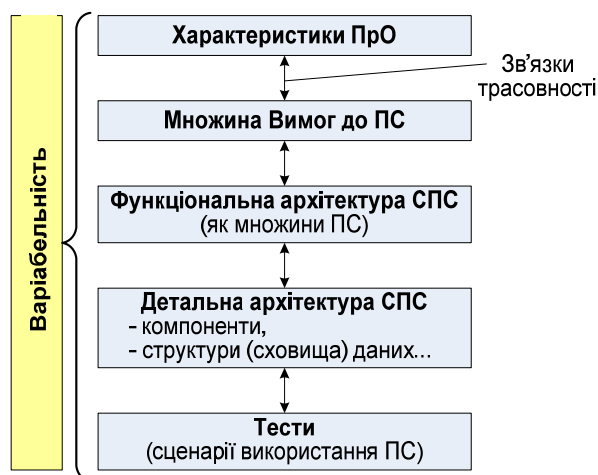 Варіабельність
Характеристики ПрО
Зв’язки
трасовності
Множина Вимог до ПС
Функціональна архітектура СПС
(як множини ПС)
Детальна архітектура СПС
- компоненти,
- структури (сховища) даних...
Тести
(сценарії використання ПС)